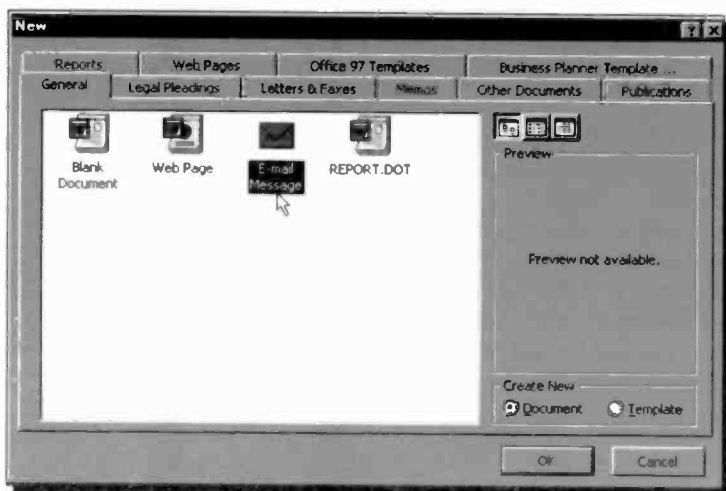 New
Reports Web Pages Office 97 Templates Business Planner Template ...
General Legal Pleadings Letters & Faxes Memos Other Documents Publications
Blank Document
Web Page
E-mail Message
REPORT.DOT
Preview
Preview not available.
Create New
Document Template
OK Cancel